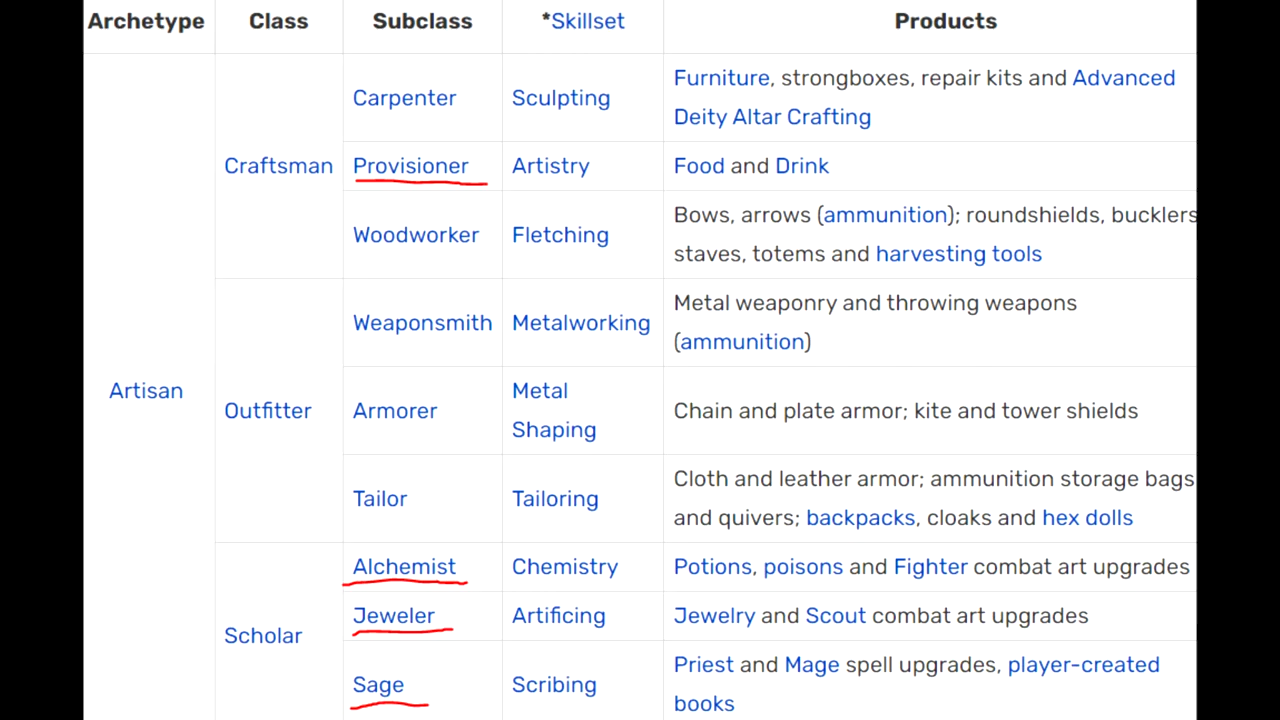 Archetype Class Subclass *Skillset Products
Furniture, strongboxes, repair kits and Advanced
Carpenter Sculpting
Deity Altar Crafting
Craftsman Provisioner Artistry Food and Drink
Bows, arrows (ammunition); roundshields, bucklers
Woodworker Fletching
staves, totems and harvesting tools
Metal weaponry and throwing weapons
Weaponsmith Metalworking
(ammunition)
Artisan Metal
Outfitter Armorer Chain and plate armor; kite and tower shields
Shaping
Cloth and leather armor; ammunition storage bags
Tailor Tailoring
and quivers; backpacks, cloaks and hex dolls
Alchemist Chemistry Potions, poisons and Fighter combat art upgrades
Jeweler Artificing Jewelry and Scout combat art upgrades
Scholar
Priest and Mage spell upgrades, player-created
Sage Scribing
books